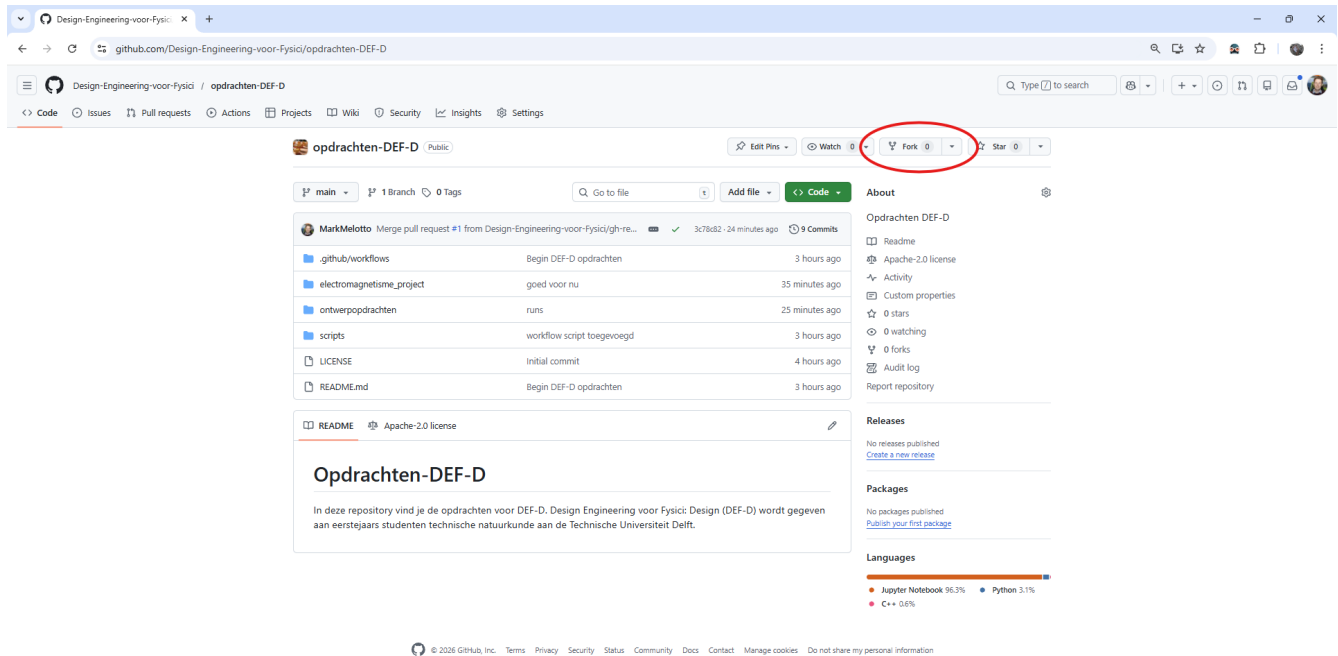 Design-Engineering-voor-Fysici
github.com/Design-Engineering-voor-Fysici/opdrachten-DEF-D
Design-Engineering-voor-Fysici / opdrachten-DEF-D
Type / to search
Code Issues Pull requests Actions Projects Wiki Security Insights Settings
opdrachten-DEF-D Public
Edit Pins Watch 0 Fork 0 Star 0
main 1 Branch 0 Tags Go to file t Add file Code
MarkMelotto Merge pull request #1 from Design-Engineering-voor-Fysici/gh-re... 3c78c82 · 24 minutes ago 9 Commits
.github/workflows Begin DEF-D opdrachten 3 hours ago
electromagnetisme_project goed voor nu 35 minutes ago
ontwerpopdrachten runs 25 minutes ago
scripts workflow script toegevoegd 3 hours ago
LICENSE Initial commit 4 hours ago
README.md Begin DEF-D opdrachten 3 hours ago
README Apache-2.0 license
Opdrachten-DEF-D
In deze repository vind je de opdrachten voor DEF-D. Design Engineering voor Fysici: Design (DEF-D) wordt gegeven
aan eerstejaars studenten technische natuurkunde aan de Technische Universiteit Delft.
About
Opdrachten DEF-D
Readme
Apache-2.0 license
Activity
Custom properties
0 stars
0 watching
0 forks
Audit log
Report repository
Releases
No releases published
Create a new release
Packages
No packages published
Publish your first package
Languages
Jupyter Notebook 96.3% Python 3.1%
C++ 0.6%
© 2026 GitHub, Inc. Terms Privacy Security Status Community Docs Contact Manage cookies Do not share my personal information